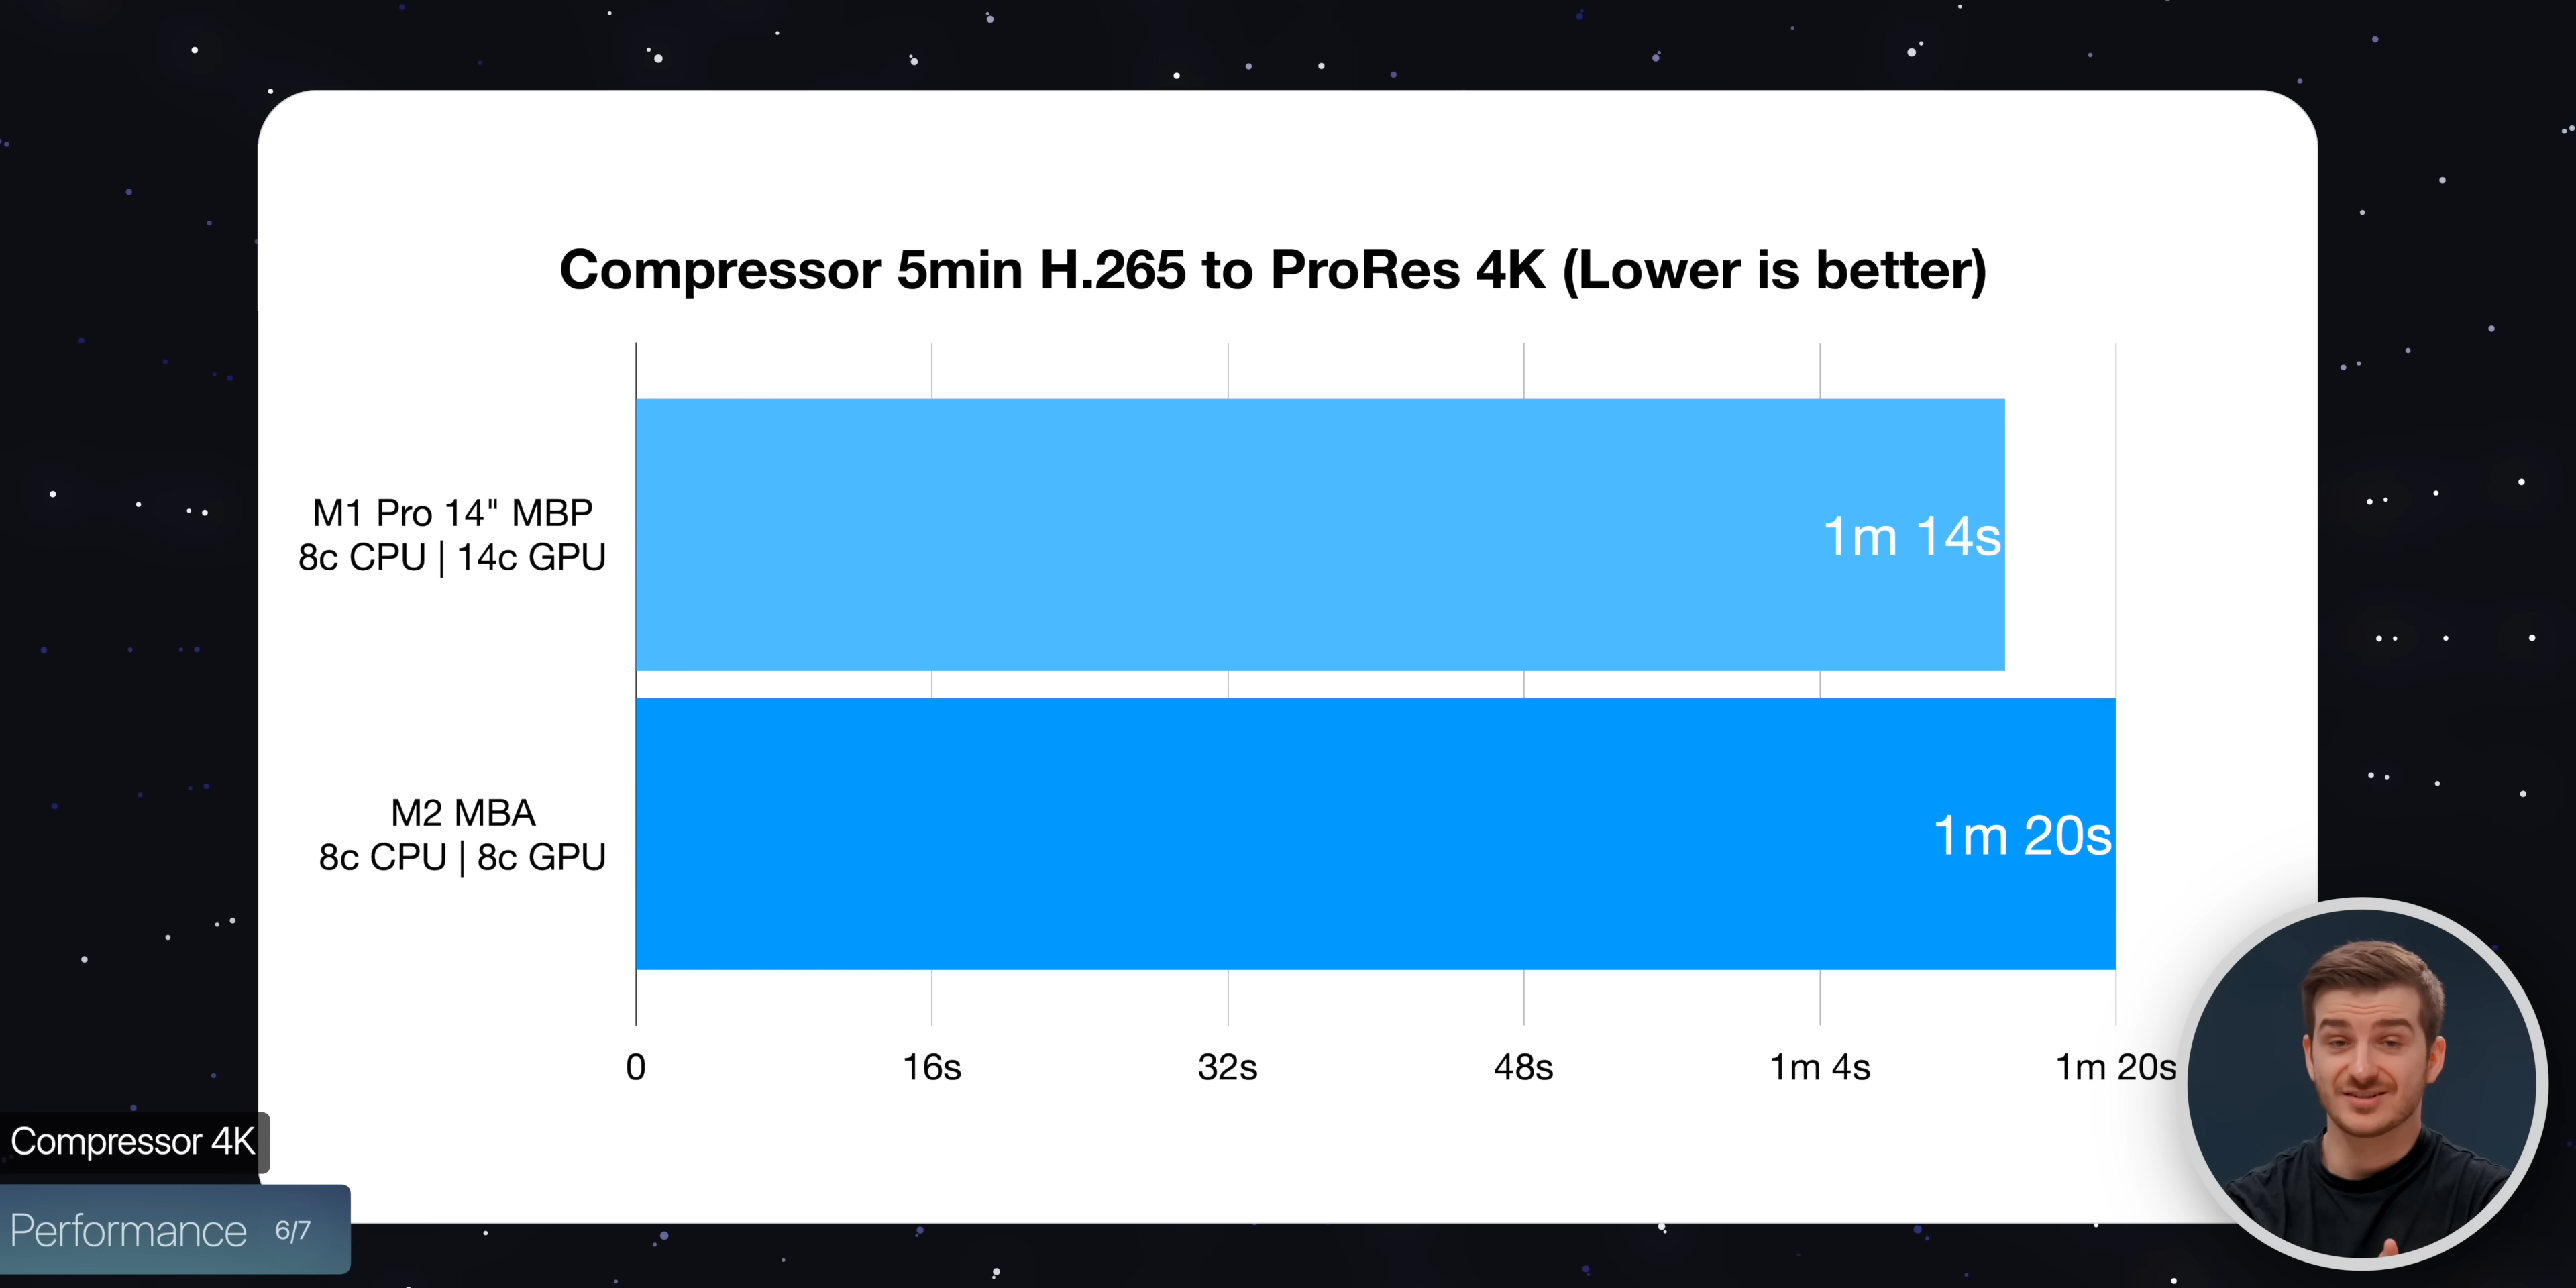 Compressor 5min H.265 to ProRes 4K (Lower is better)
M1 Pro 14" MBP
8c CPU | 14c GPU
1m 14s
M2 MBA
8c CPU | 8c GPU
1m 20s
0
16s
32s
48s
1m 4s
1m 20s
Compressor 4K
Performance 6/7